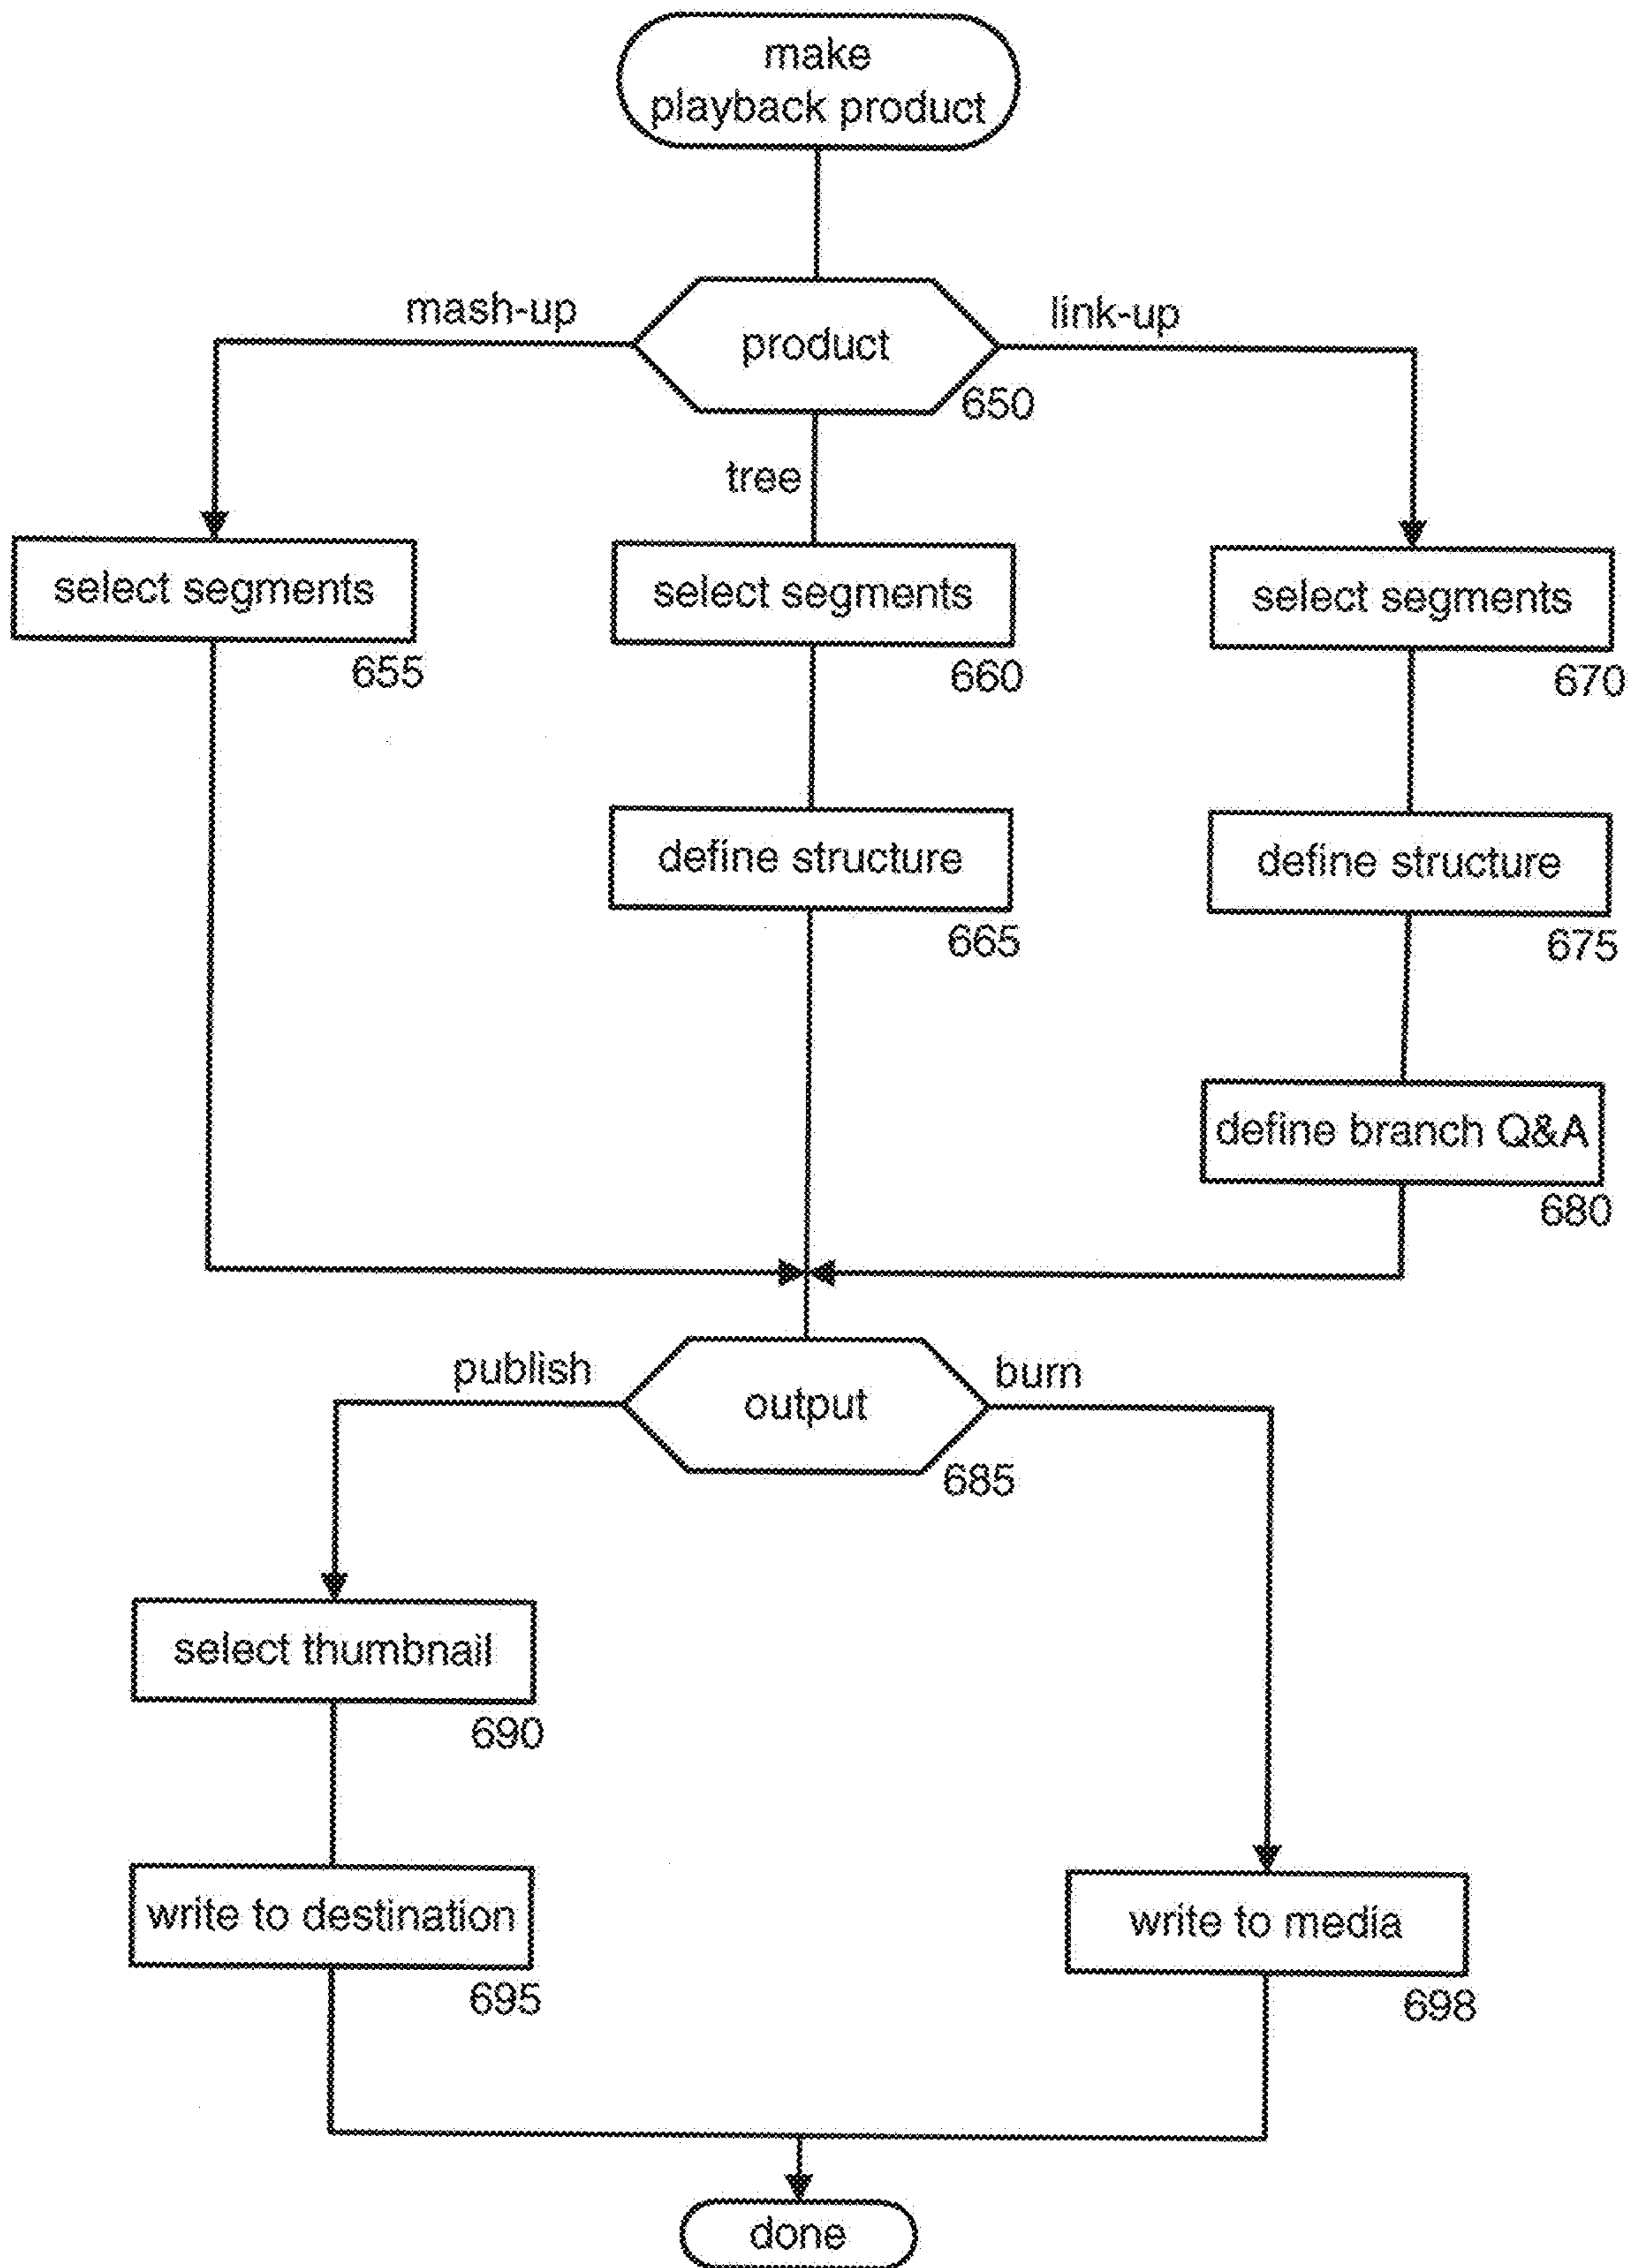 make
playback product
mash-up
link-up
product
650
tree
select segments
select segments
select segments
655
660
670
define structure
define structure
665
675
define branch Q&A
680
publish
burn
output
685
select thumbnail
690
write to destination
write to media
695
698
done